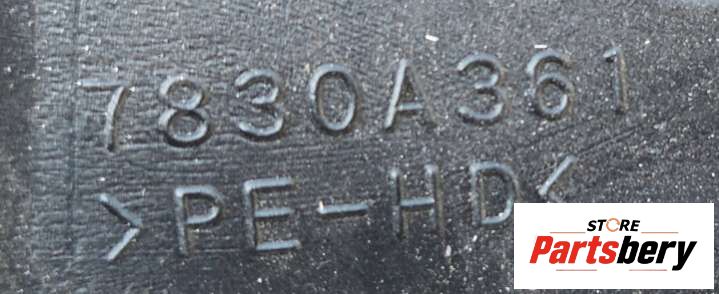 7830A361
>PE-HD<
STORE
Partsbery